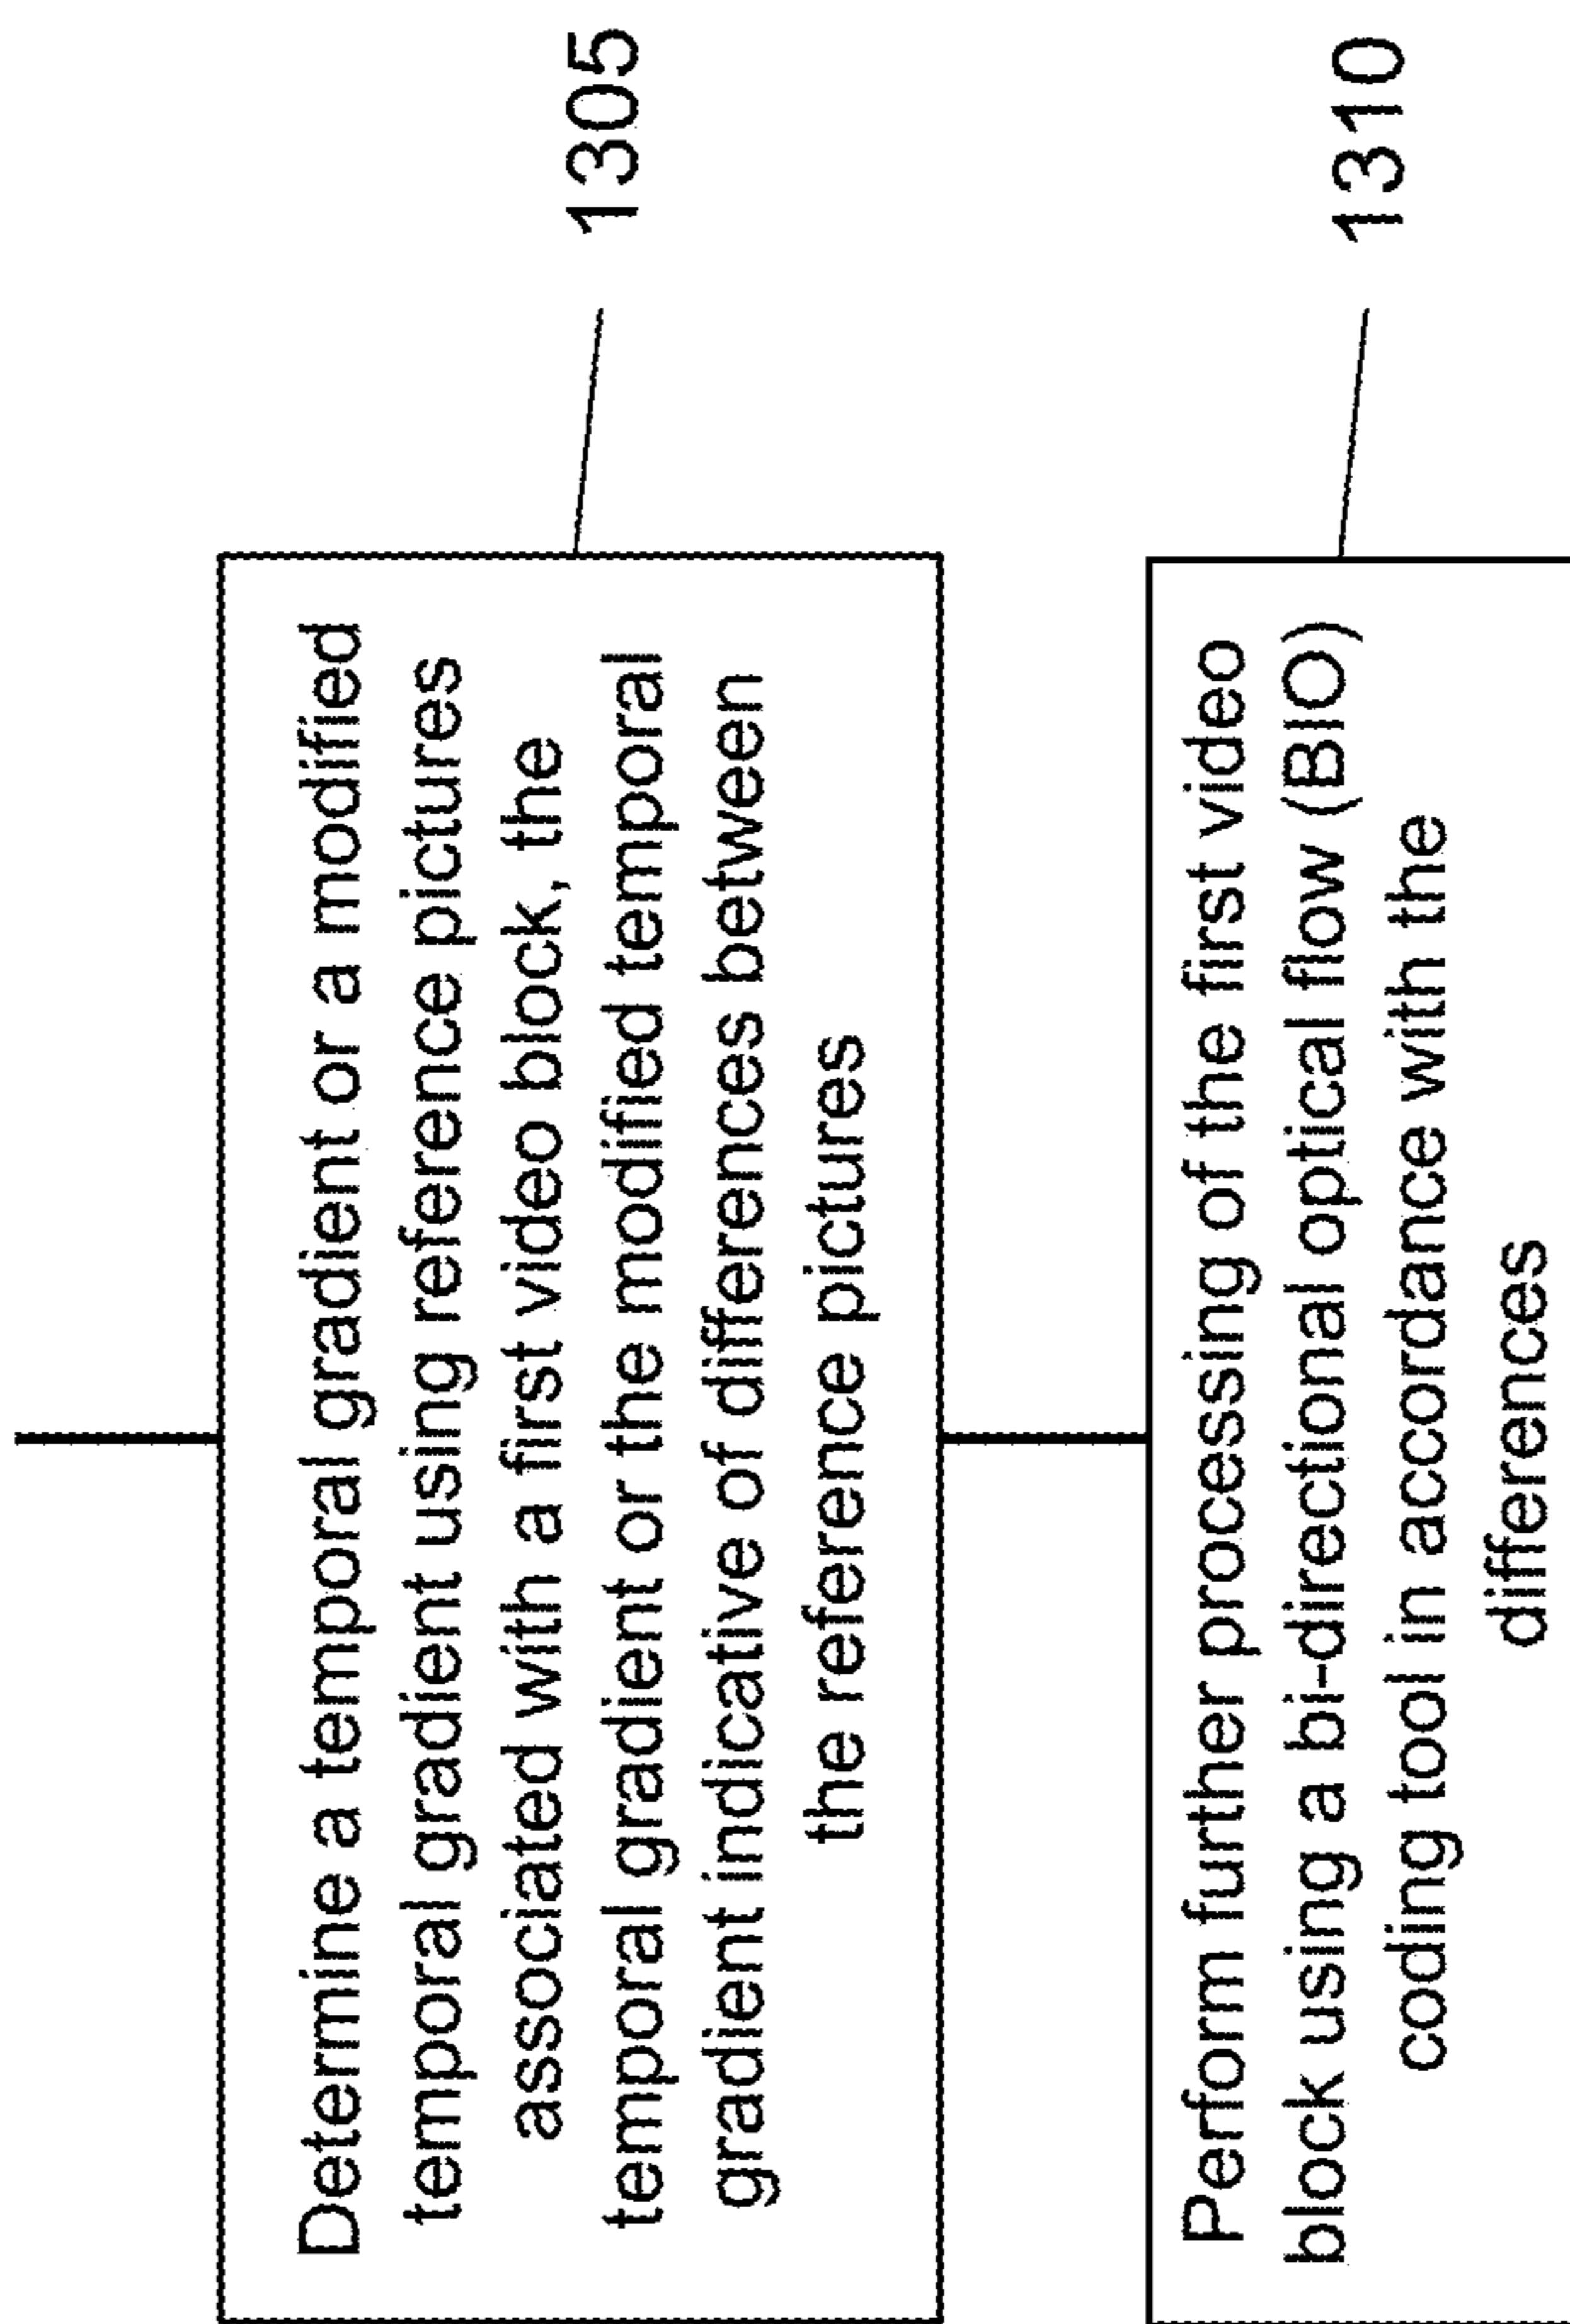 Determine a temporal gradient or a modified
temporal gradient using reference pictures
associated with a first video block, the
temporal gradient or the modified temporal
gradient indicative of differences between
the reference pictures
1305
Perform further processing of the first video
block using a bi-directional optical flow (BIO)
coding tool in accordance with the
differences
1310